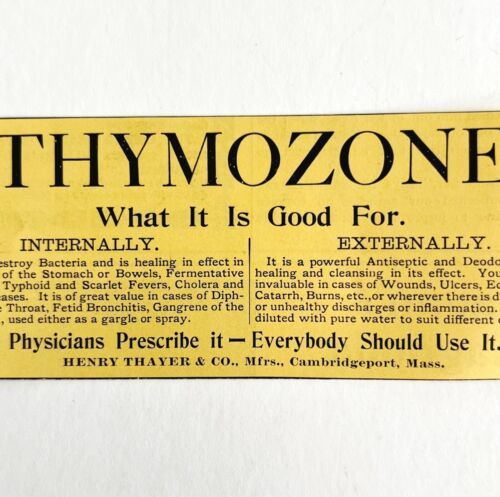 THYMOZONE
What It Is Good For.
INTERNALLY.
estroy Bacteria and is healing in effect in
of the Stomach or Bowels, Fermentative
Typhoid and Scarlet Fevers, Cholera and
eases. It is of great value in cases of Diph-
e Throat, Fetid Bronchitis, Gangrene of the
, used either as a gargle or spray.
EXTERNALLY.
It is a powerful Antiseptic and Deodo
healing and cleansing in its effect. You
invaluable in cases of Wounds, Ulcers, Ec
Catarrh, Burns, etc., or wherever there is d
or unhealthy discharges or inflammation.
diluted with pure water to suit different c
Physicians Prescribe it — Everybody Should Use It.
HENRY THAYER & CO., Mfrs., Cambridgeport, Mass.